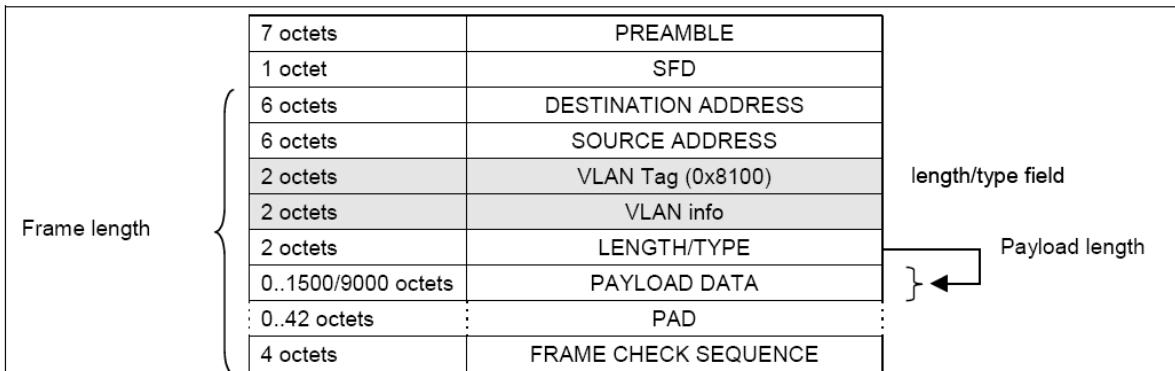 7 octets PREAMBLE
1 octet SFD
6 octets DESTINATION ADDRESS
6 octets SOURCE ADDRESS
2 octets VLAN Tag (0x8100) length/type field
2 octets VLAN info
Frame length
2 octets LENGTH/TYPE Payload length
0..1500/9000 octets PAYLOAD DATA
0..42 octets PAD
4 octets FRAME CHECK SEQUENCE